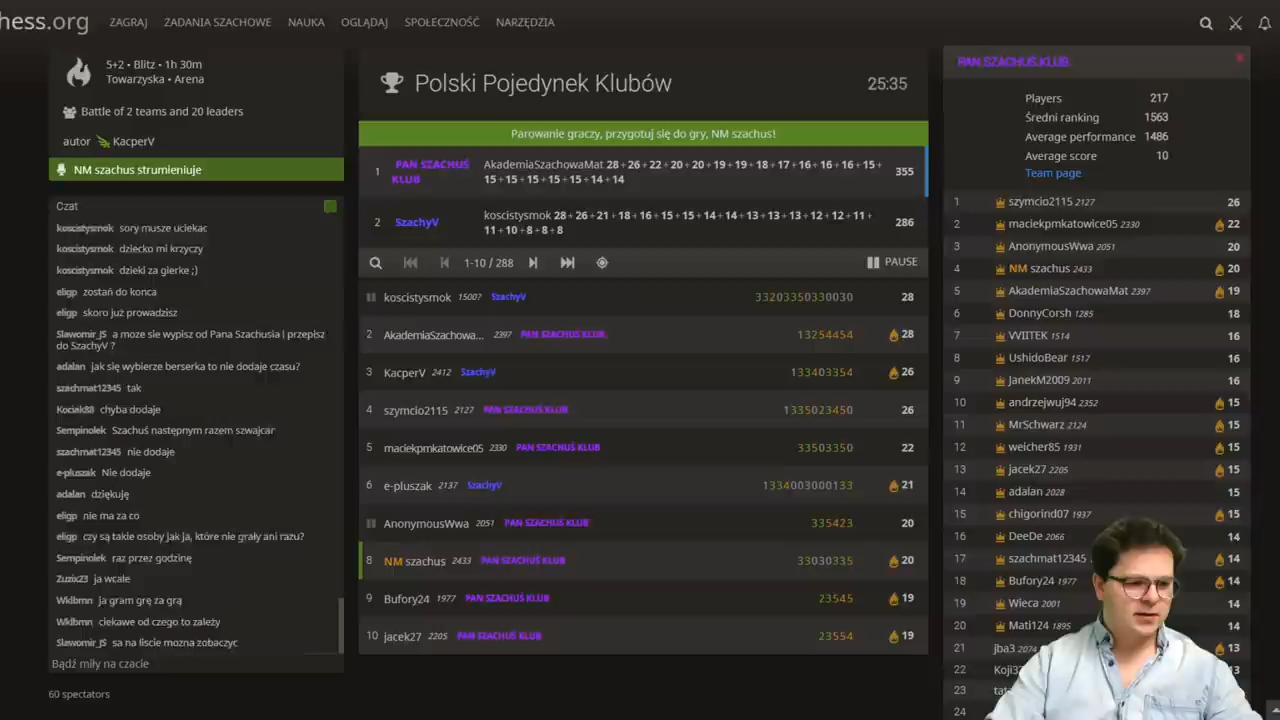 hess.org ZAGRAJ ZADANIA SZACHOWE NAUKA OGLĄDAJ SPOŁECZNOŚĆ NARZĘDZIA
5+2 • Blitz • 1h 30m
Towarzyska • Arena
Battle of 2 teams and 20 leaders
autor KacperV
NM szachus strumieniuje
Czat
koscistysmok sory musze uciekac
koscistysmok dziecko mi krzyczy
koscistysmok dzieki za gierke ;)
eligp zostań do konca
eligp skoro już prowadzisz
Slawomir_JS a moze sie wypisz od Pana Szachusia i przepisz
do SzachyV ?
adalan jak się wybierze berserka to nie dodaje czasu?
szachmat12345 tak
Kociak88 chyba dodaje
Sempinolek Szachuś następnym razem szwajcar
szachmat12345 nie dodaje
e-pluszak Nie dodaje
adalan dziękuję
eligp nie ma za co
eligp czy są takie osoby jak ja, które nie grały ani razu?
Sempinolek raz przez godzinę
Zuzix23 ja wcale
Wklbmn ja gram grę za grą
Wklbmn ciekawe od czego to zależy
Slawomir_JS sa na liscie mozna zobaczyc
Bądź miły na czacie
60 spectators
Polski Pojedynek Klubów 25:35
Parowanie graczy, przygotuj się do gry, NM szachus!
1 PAN SZACHUŚ KLUB AkademiaSzachowaMat 28+26+22+20+20+19+19+18+17+16+16+16+15+ 355
15+15+15+15+15+14+14
2 SzachyV koscistysmok 28+26+21+18+16+15+15+14+14+13+13+13+12+12+11+ 286
11+10+8+8+8
1-10 / 288 PAUSE
koscistysmok 1500? SzachyV 33203350330030 28
2 AkademiaSzachowa... 2397 PAN SZACHUŚ KLUB 13254454 28
3 KacperV 2412 SzachyV 133403354 26
4 szymcio2115 2127 PAN SZACHUŚ KLUB 1335023450 26
5 maciekpmkatowice05 2330 PAN SZACHUŚ KLUB 33503350 22
6 e-pluszak 2137 SzachyV 1334003000133 21
AnonymousWwa 2051 PAN SZACHUŚ KLUB 335423 20
8 NM szachus 2433 PAN SZACHUŚ KLUB 33030335 20
9 Bufory24 1977 PAN SZACHUŚ KLUB 23545 19
10 jacek27 2205 PAN SZACHUŚ KLUB 23554 19
PAN SZACHUŚ KLUB
Players 217
Średni ranking 1563
Average performance 1486
Average score 10
Team page
1 szymcio2115 2127 26
2 maciekpmkatowice05 2330 22
3 AnonymousWwa 2051 20
4 NM szachus 2433 20
5 AkademiaSzachowaMat 2397 19
6 DonnyCorsh 1285 18
7 VVIITEK 1514 16
8 UshidoBear 1517 16
9 JanekM2009 2011 16
10 andrzejwuj94 2352 15
11 MrSchwarz 2124 15
12 weicher85 1931 15
13 jacek27 2205 15
14 adalan 2028 15
15 chigorind07 1937 15
16 DeeDe 2066 14
17 szachmat12345 14
18 Bufory24 1977 14
19 Wieca 2001 14
20 Mati124 1895 14
21 jba3 2074 13
22 13
23
24